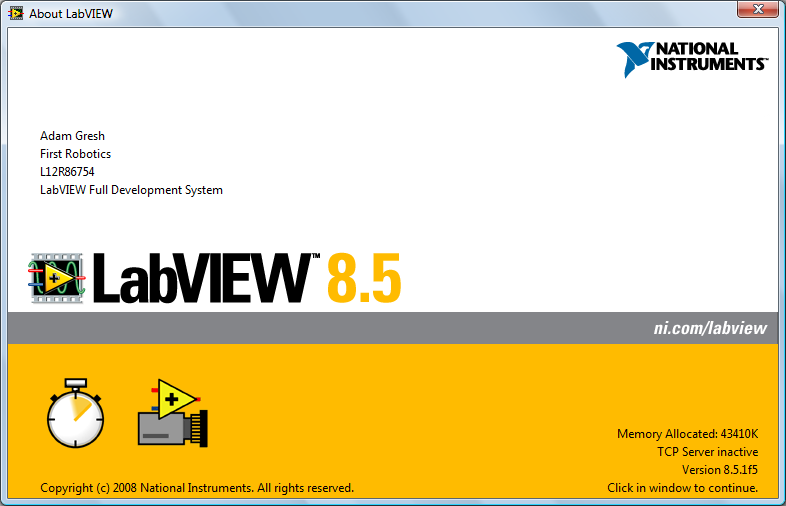 About LabVIEW
NATIONAL
INSTRUMENTS™
Adam Gresh
First Robotics
L12R86754
LabVIEW Full Development System
LabVIEW™ 8.5
ni.com/labview
Memory Allocated: 43410K
TCP Server inactive
Version 8.5.1f5
Copyright (c) 2008 National Instruments. All rights reserved.
Click in window to continue.